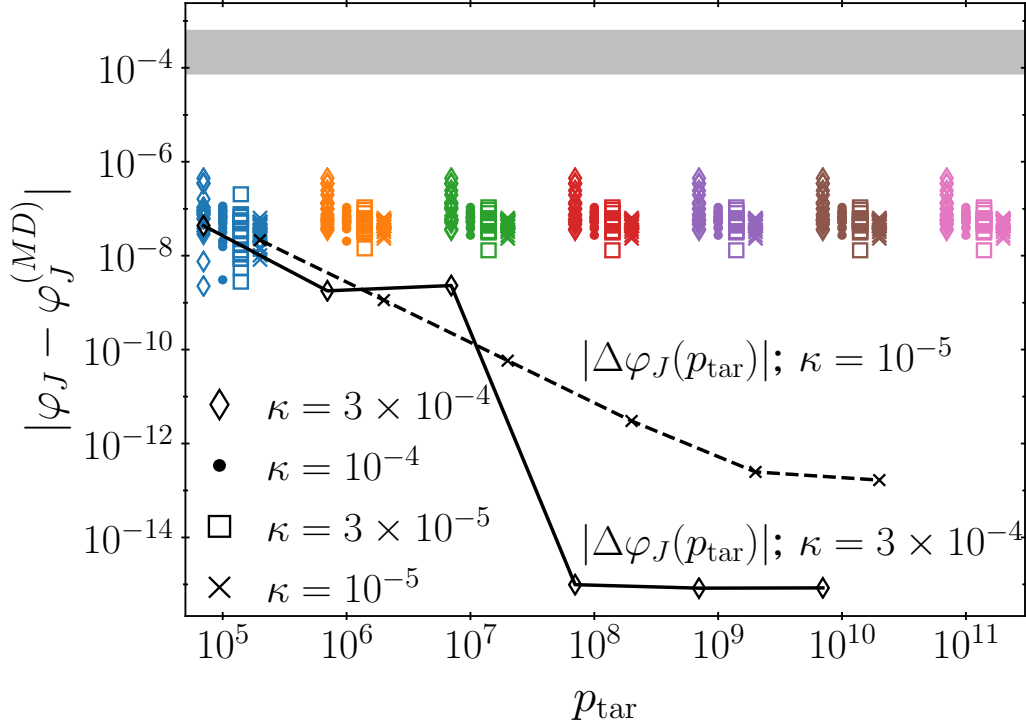 |φ_J − φ_J^{(MD)}|
10^{-4}
10^{-6}
10^{-8}
10^{-10}
10^{-12}
10^{-14}
|Δφ_J(p_tar)|; κ = 10^{-5}
κ = 3 × 10^{-4}
κ = 10^{-4}
κ = 3 × 10^{-5}
κ = 10^{-5}
|Δφ_J(p_tar)|; κ = 3 × 10^{-4}
10^5 10^6 10^7 10^8 10^9 10^{10} 10^{11}
p_tar